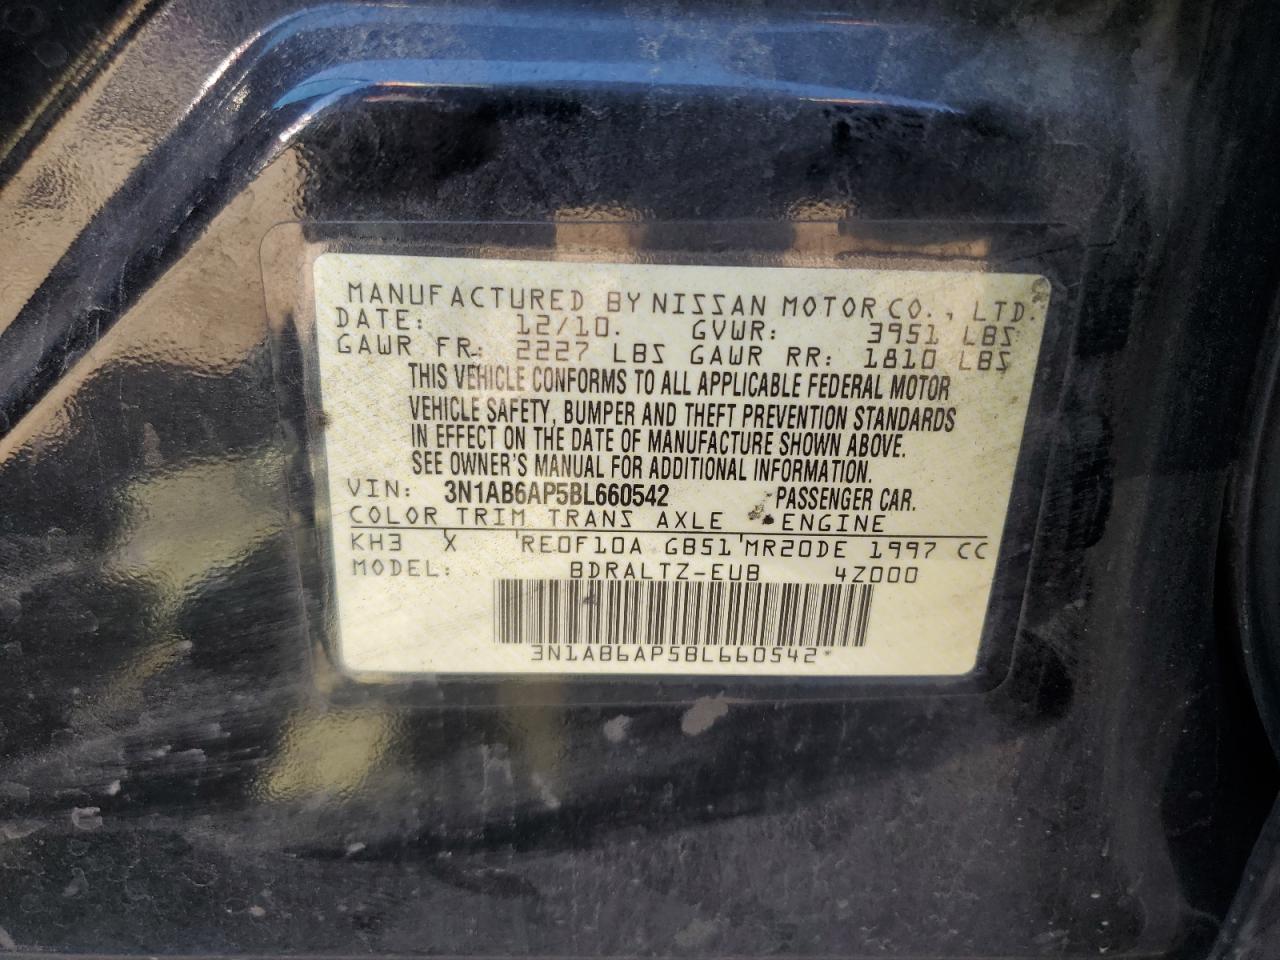 MANUFACTURED BY NISSAN MOTOR CO., LTD.
DATE: 12/10. GVWR: 3951 LBS
GAWR FR: 2227 LBS GAWR RR: 1810 LBS
THIS VEHICLE CONFORMS TO ALL APPLICABLE FEDERAL MOTOR
VEHICLE SAFETY, BUMPER AND THEFT PREVENTION STANDARDS
IN EFFECT ON THE DATE OF MANUFACTURE SHOWN ABOVE.
SEE OWNER'S MANUAL FOR ADDITIONAL INFORMATION.
VIN: 3N1AB6AP5BL660542 PASSENGER CAR.
COLOR TRIM TRANS AXLE ENGINE
KH3 X RE0F10A GB51 MR20DE 1997 CC
MODEL: BDRALTZ-EUB 4Z000
3N1AB6AP5BL660542